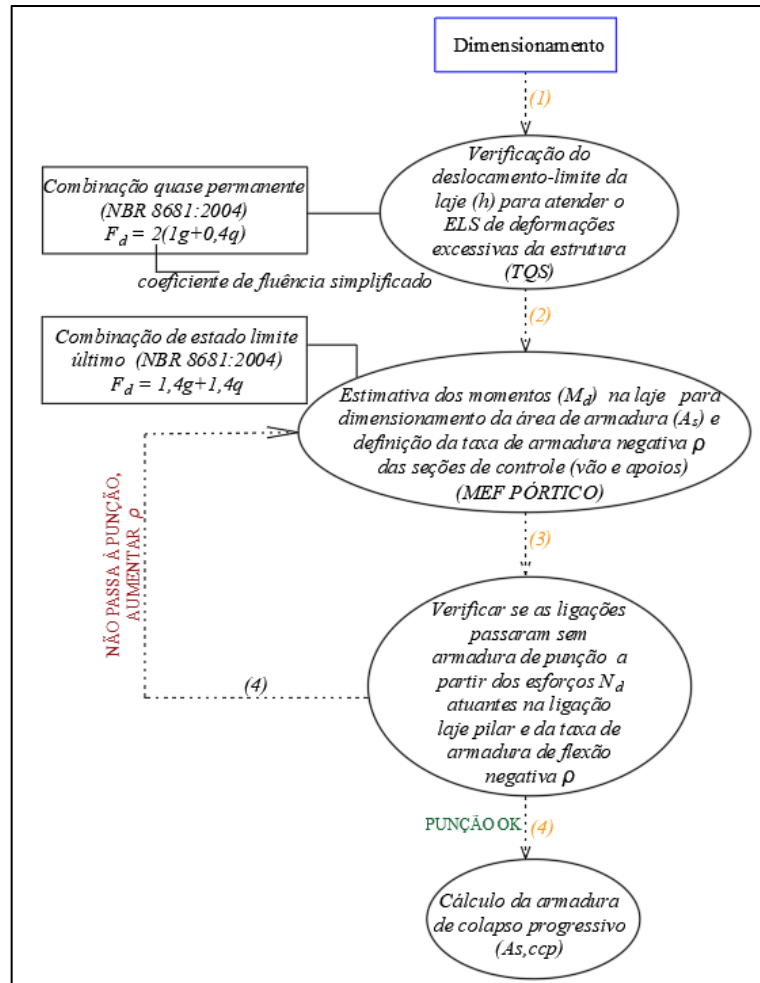 Dimensionamento
(1)
Verificação do
deslocamento-limite da
laje (h) para atender o
ELS de deformações
excessivas da estrutura
(TQS)
Combinação quase permanente
(NBR 8681:2004)
F_d = 2(1g+0,4q)
coeficiente de fluência simplificado
(2)
Combinação de estado limite
último (NBR 8681:2004)
F_d = 1,4g+1,4q
Estimativa dos momentos (M_d) na laje para
dimensionamento da área de armadura (A_s) e
definição da taxa de armadura negativa ρ
das seções de controle (vão e apoios)
(MEF PÓRTICO)
(3)
NÃO PASSA À PUNÇÃO,
AUMENTAR ρ
(4)
Verificar se as ligações
passaram sem
armadura de punção a
partir dos esforços N_d
atuantes na ligação
laje pilar e da taxa de
armadura de flexão
negativa ρ
PUNÇÃO OK
(4)
Cálculo da armadura
de colapso progressivo
(As,ccp)